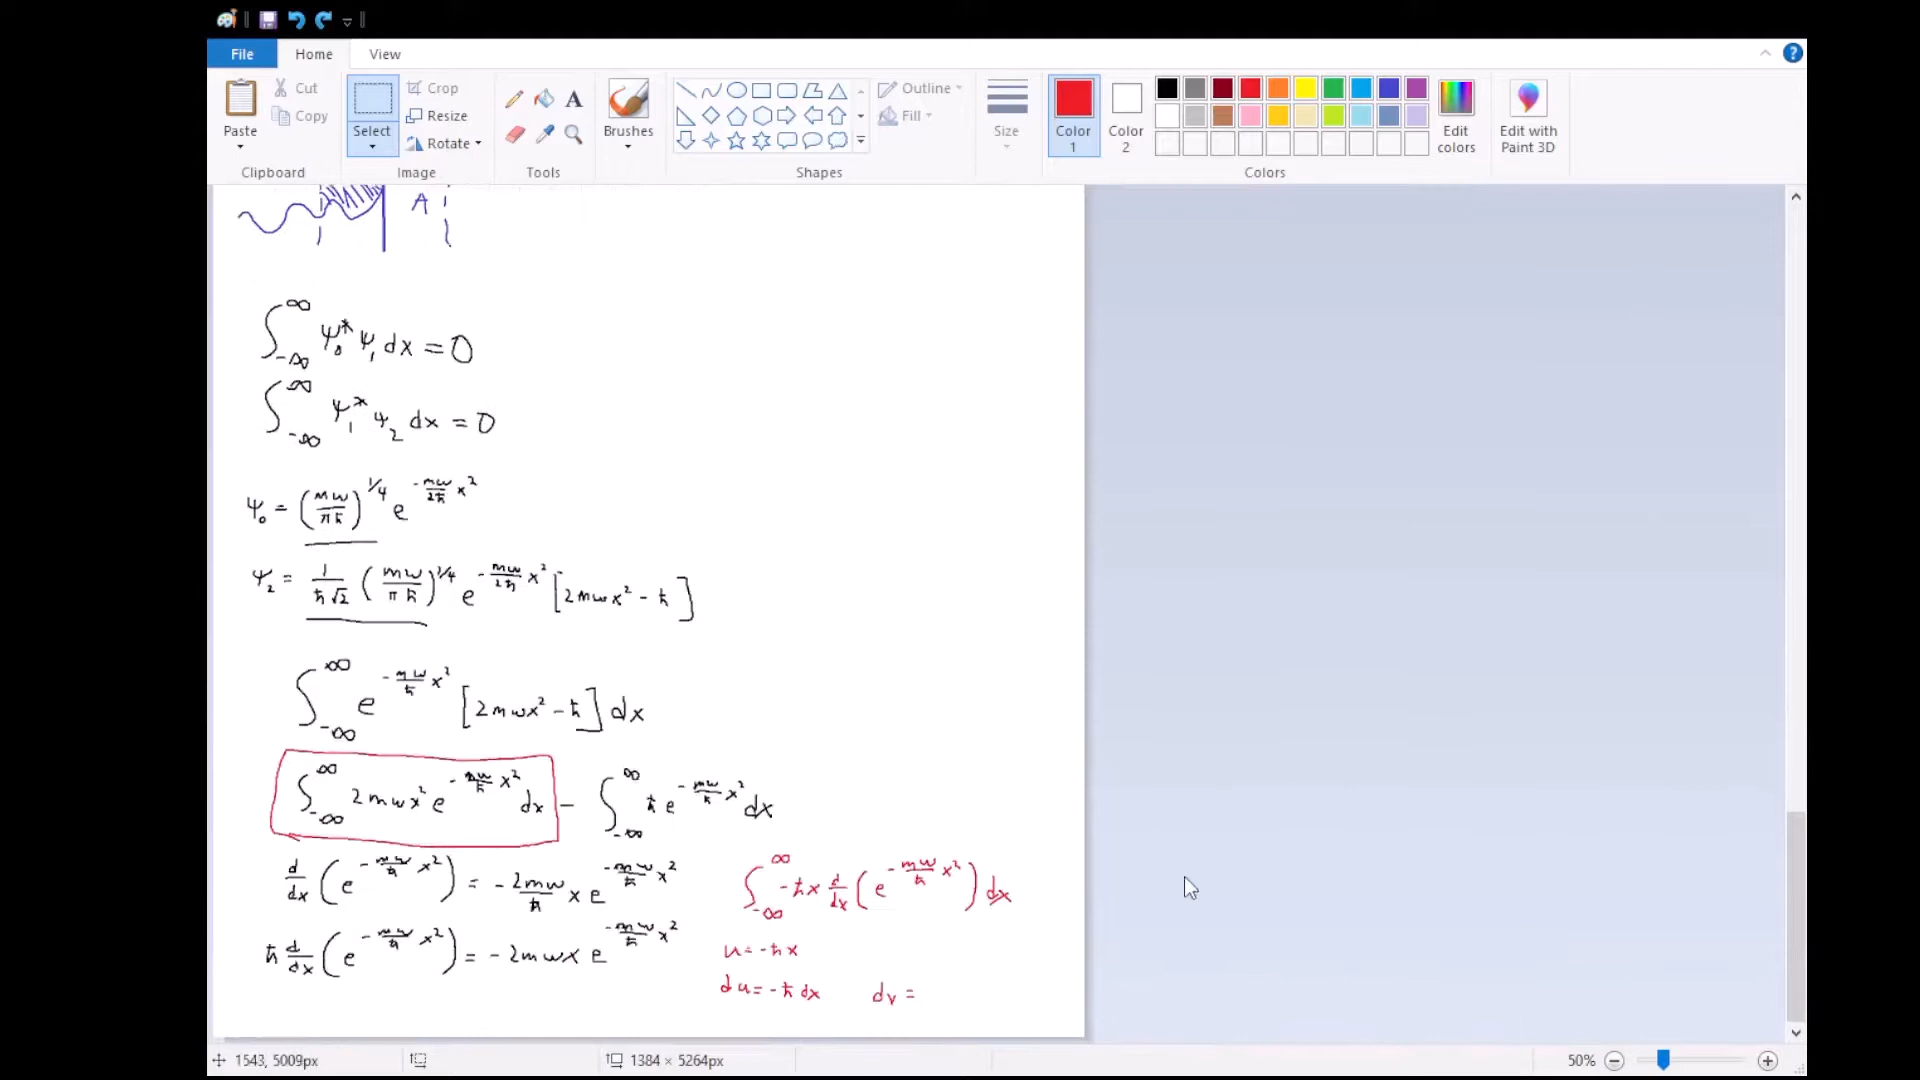 File Home View
Paste Cut Copy Clipboard
Select Crop Resize Rotate Image
Tools
Brushes
Outline Fill Shapes
Size
Color 1 Color 2 Edit colors Colors
Edit with Paint 3D
A
∫_{-∞}^{∞} ψ₀* ψ₁ dx = 0
∫_{-∞}^{∞} ψ₁* ψ₂ dx = 0
ψ₀ = (mω/πħ)^{1/4} e^{-mω/2ħ x²}
ψ₂ = 1/(ħ√2) (mω/πħ)^{1/4} e^{-mω/2ħ x²} [2mωx² - ħ]
∫_{-∞}^{∞} e^{-mω/ħ x²} [2mωx² - ħ] dx
∫_{-∞}^{∞} 2mωx² e^{-mω/ħ x²} dx - ∫_{-∞}^{∞} ħ e^{-mω/ħ x²} dx
d/dx (e^{-mω/ħ x²}) = - 2mω/ħ x e^{-mω/ħ x²}
ħ d/dx (e^{-mω/ħ x²}) = - 2mωx e^{-mω/ħ x²}
∫_{-∞}^{∞} -ħx d/dx (e^{-mω/ħ x²}) dx
u = -ħx
du = -ħ dx dv =
1543, 5009px 1384 × 5264px 50%